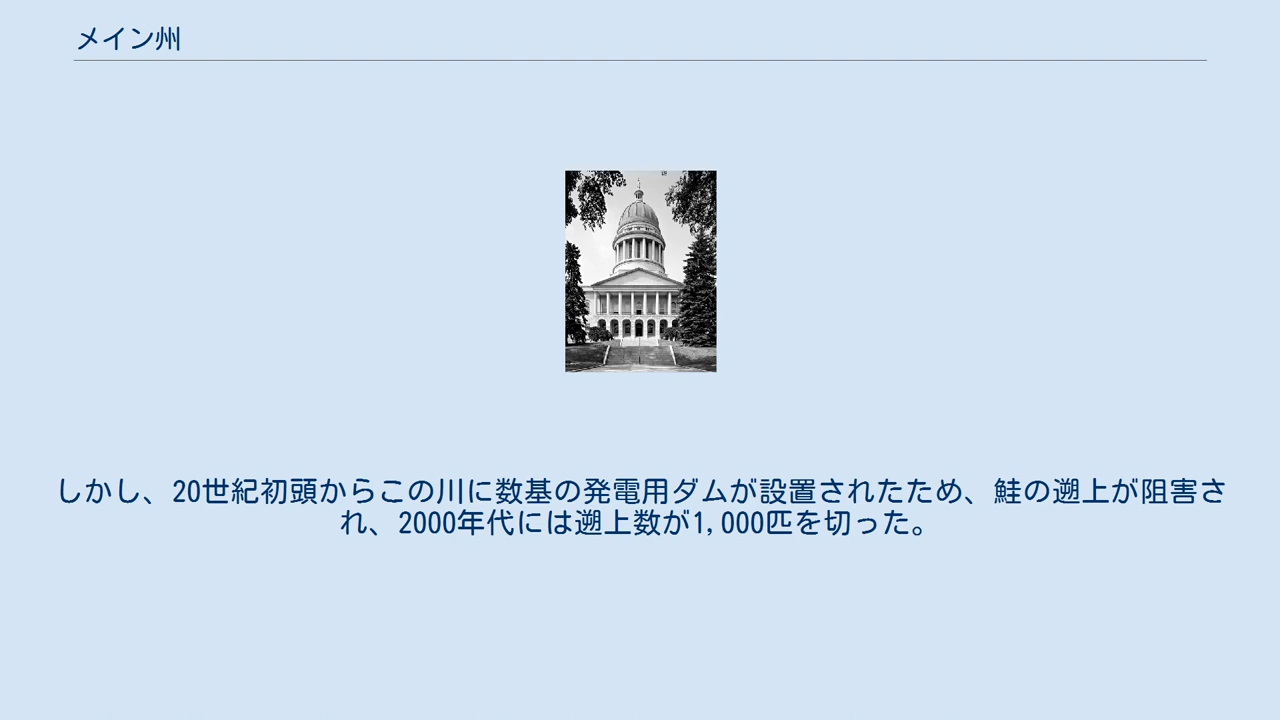 メイン州
しかし、20世紀初頭からこの川に数基の発電用ダムが設置されたため、鮭の遡上が阻害さ
れ、2000年代には遡上数が1,000匹を切った。